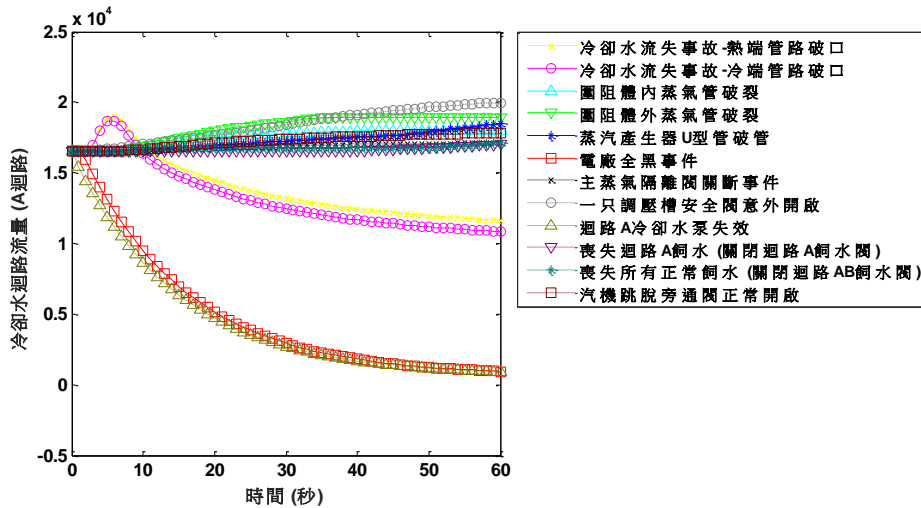 x 10⁴
2.5
2
1.5
1
0.5
0
-0.5
0
10
20
30
40
50
60
時間 (秒)
冷卻水迴路流量 (A迴路)
冷卻水流失事故-熱端管路破口
冷卻水流失事故-冷端管路破口
圍阻體內蒸氣管破裂
圍阻體外蒸氣管破裂
蒸汽產生器U型管破管
電廠全黑事件
主蒸氣隔離閥關斷事件
一只調壓槽安全閥意外開啟
迴路A冷卻水泵失效
喪失迴路A飼水 (關閉迴路A飼水閥)
喪失所有正常飼水 (關閉迴路AB飼水閥)
汽機跳脫旁通閥正常開啟